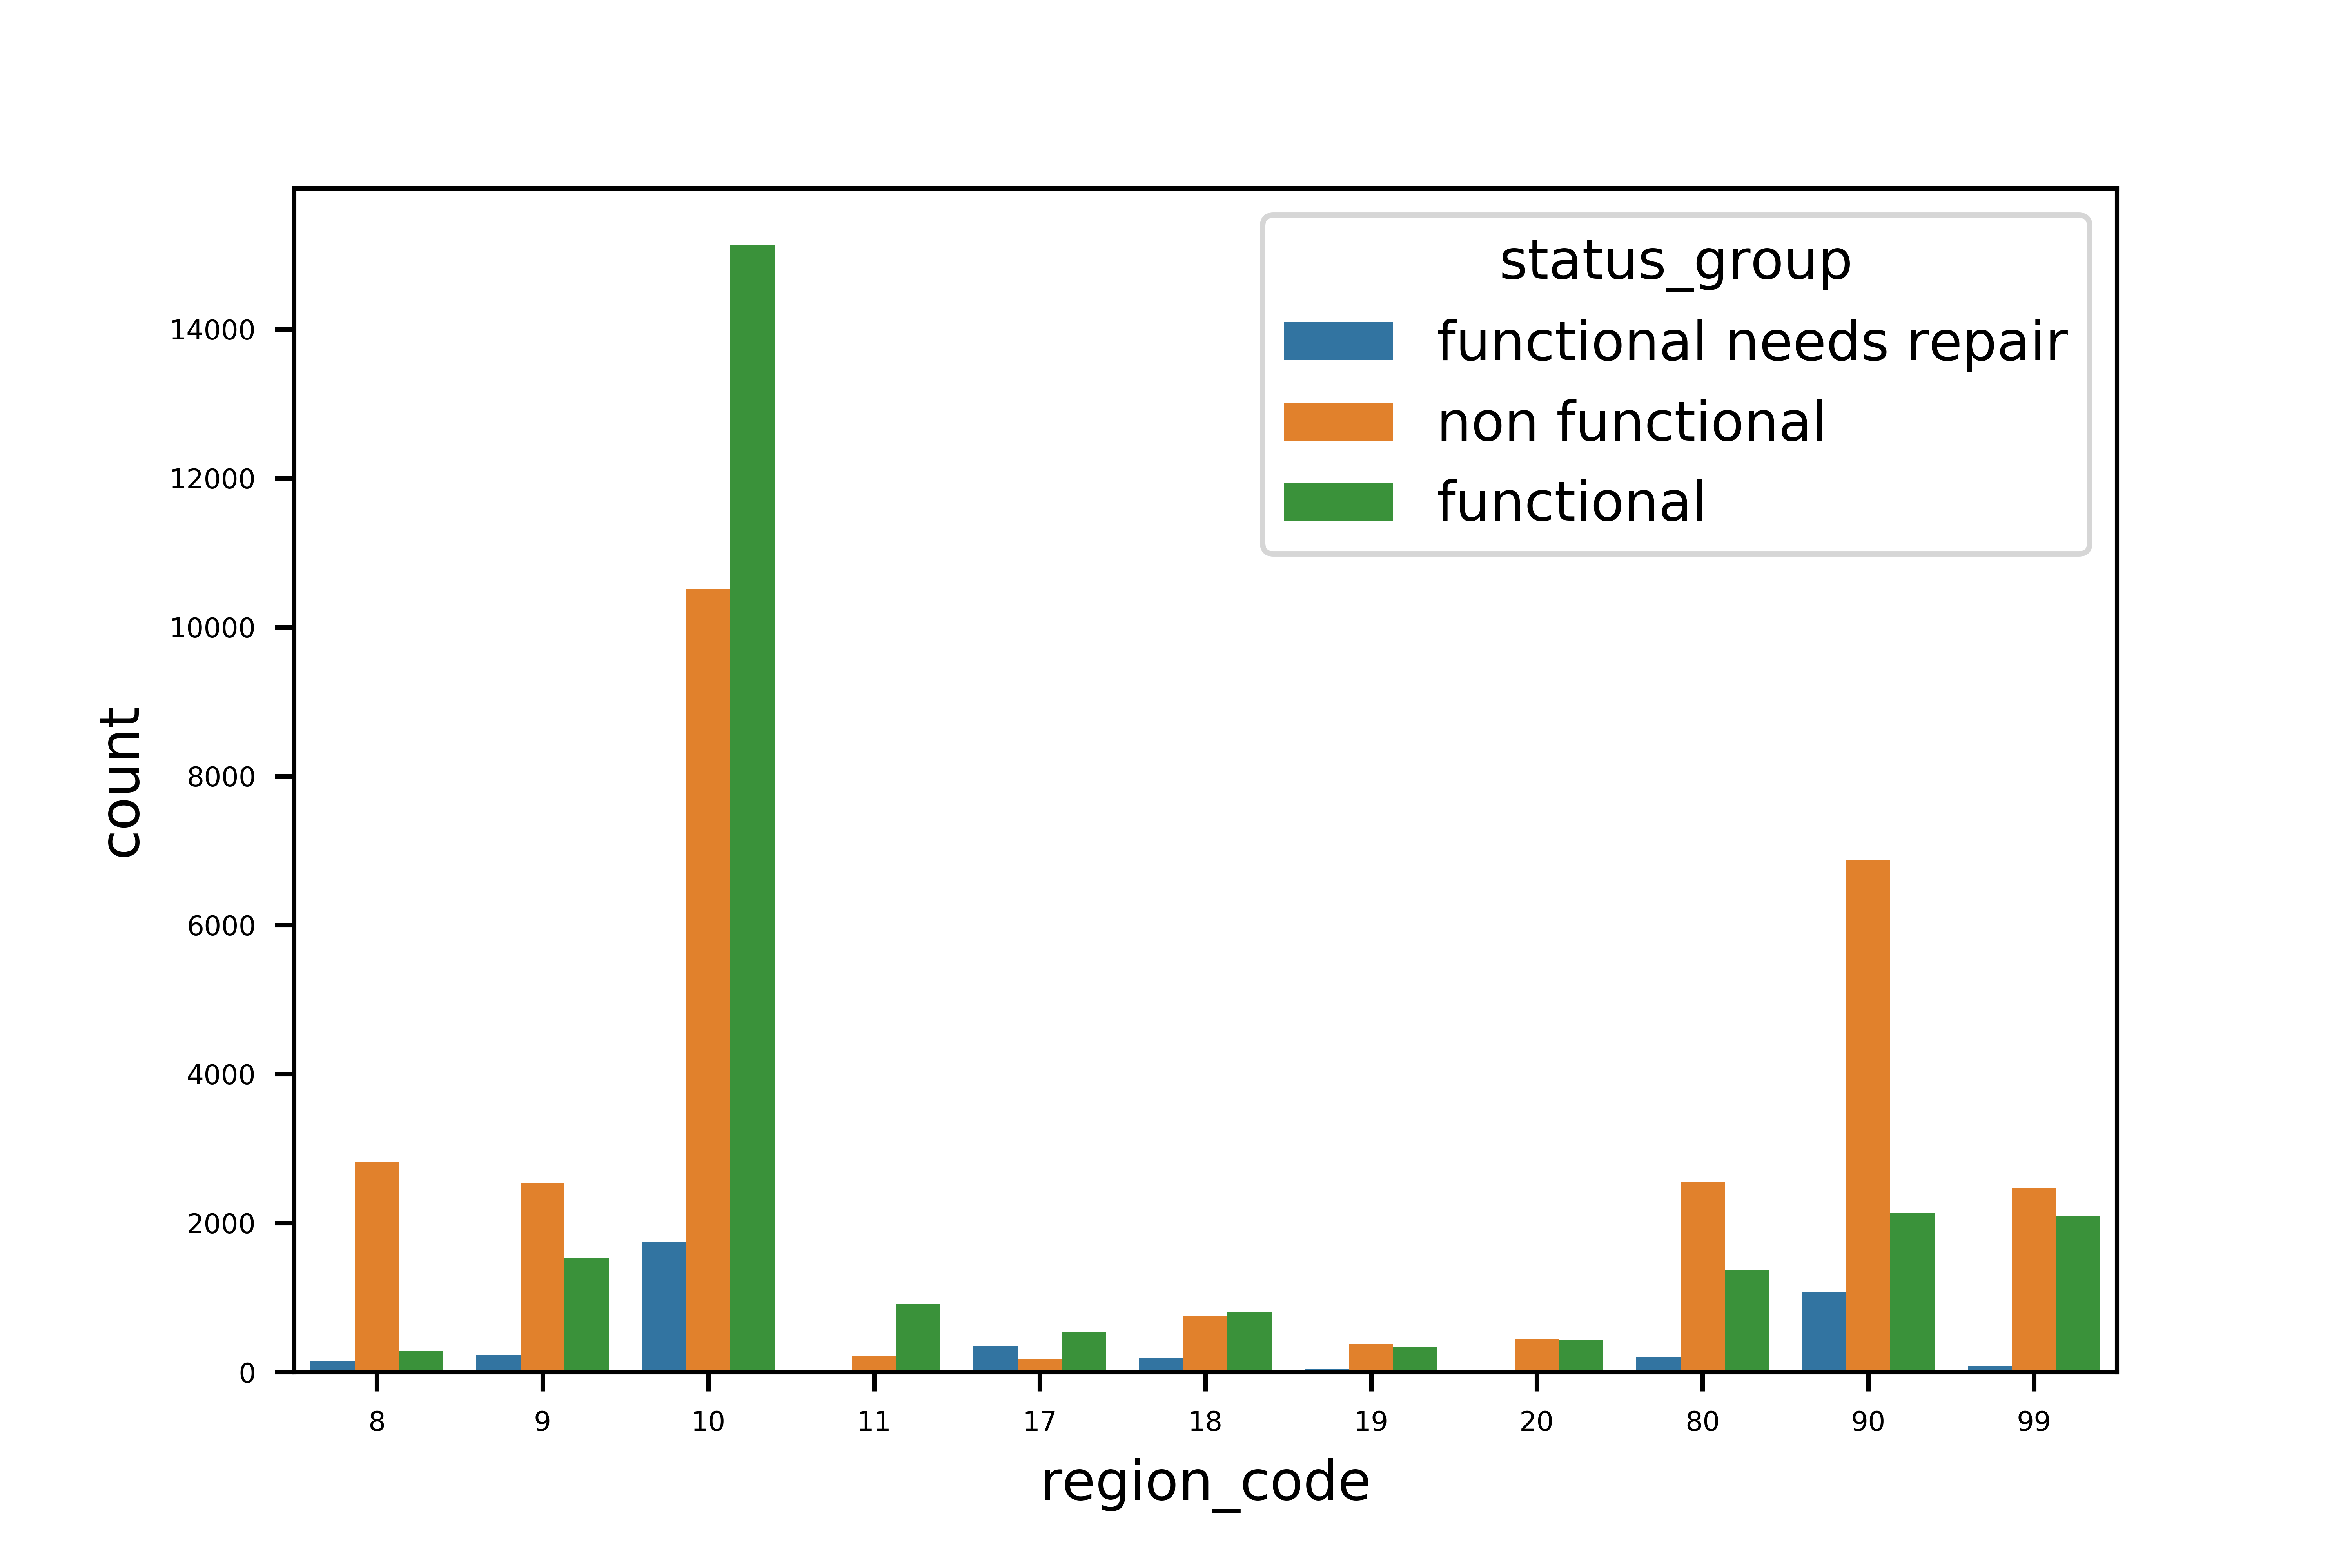 status_group
functional needs repair
non functional
functional
14000
12000
10000
8000
6000
4000
2000
0
count
8 9 10 11 17 18 19 20 80 90 99
region_code